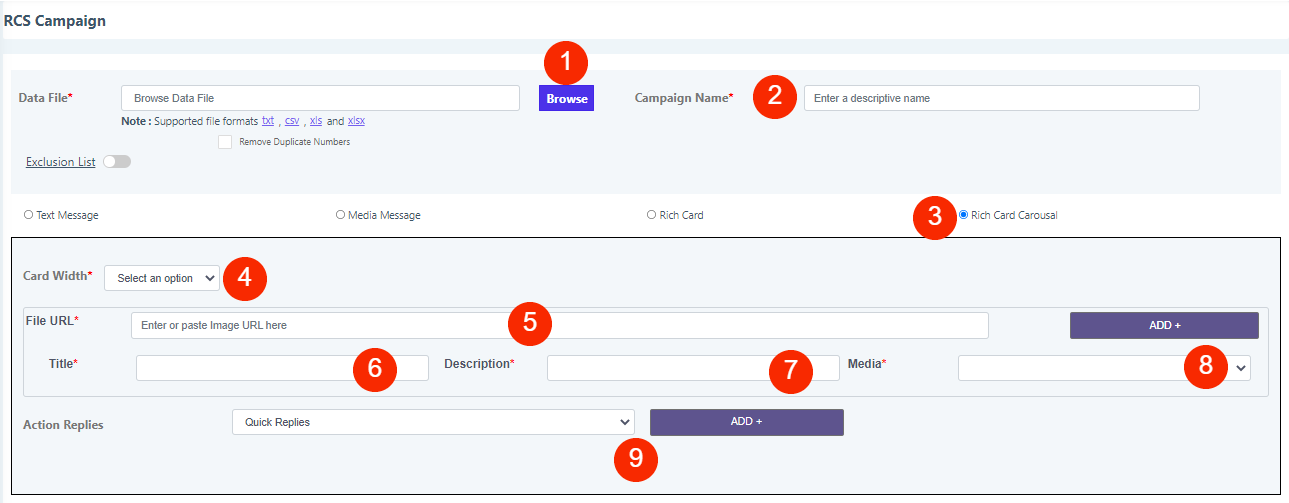 RCS Campaign
1
Data File* Browse Data File Browse Campaign Name* 2 Enter a descriptive name
Note : Supported file formats txt , csv , xls and xlsx
Remove Duplicate Numbers
Exclusion List
Text Message Media Message Rich Card 3 Rich Card Carousal
Card Width* Select an option 4
File URL* Enter or paste Image URL here 5 ADD +
Title* 6 Description* 7 Media* 8
Action Replies Quick Replies ADD +
9